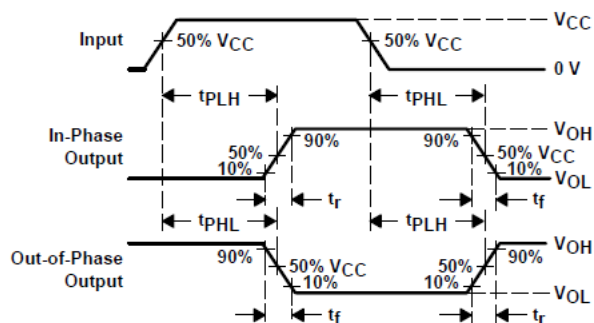 VCC
Input
50% VCC
50% VCC
0 V
tPLH
tPHL
VOH
In-Phase
Output
90%
90%
50%
50% VCC
10%
10%
VOL
tr
tf
tPHL
tPLH
VOH
Out-of-Phase
Output
90%
90%
50% VCC
50%
10%
10%
VOL
tf
tr